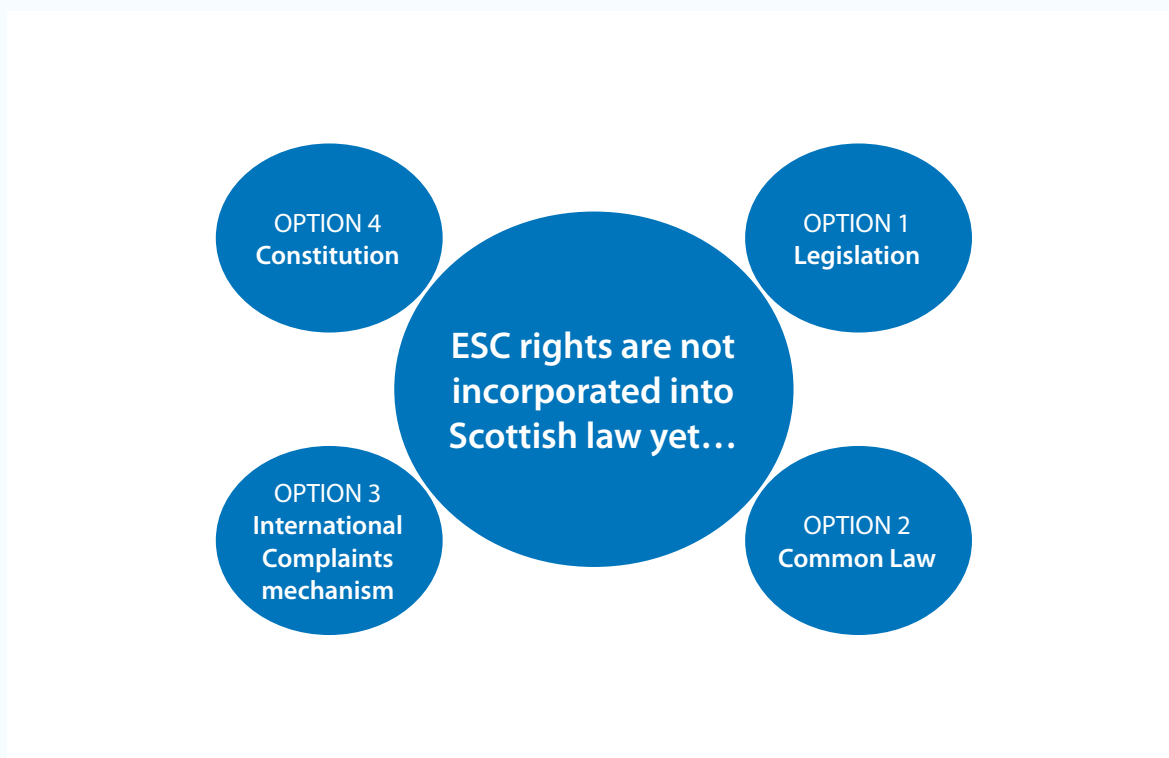 OPTION 4
Constitution
OPTION 1
Legislation
ESC rights are not
incorporated into
Scottish law yet…
OPTION 3
International
Complaints
mechanism
OPTION 2
Common Law